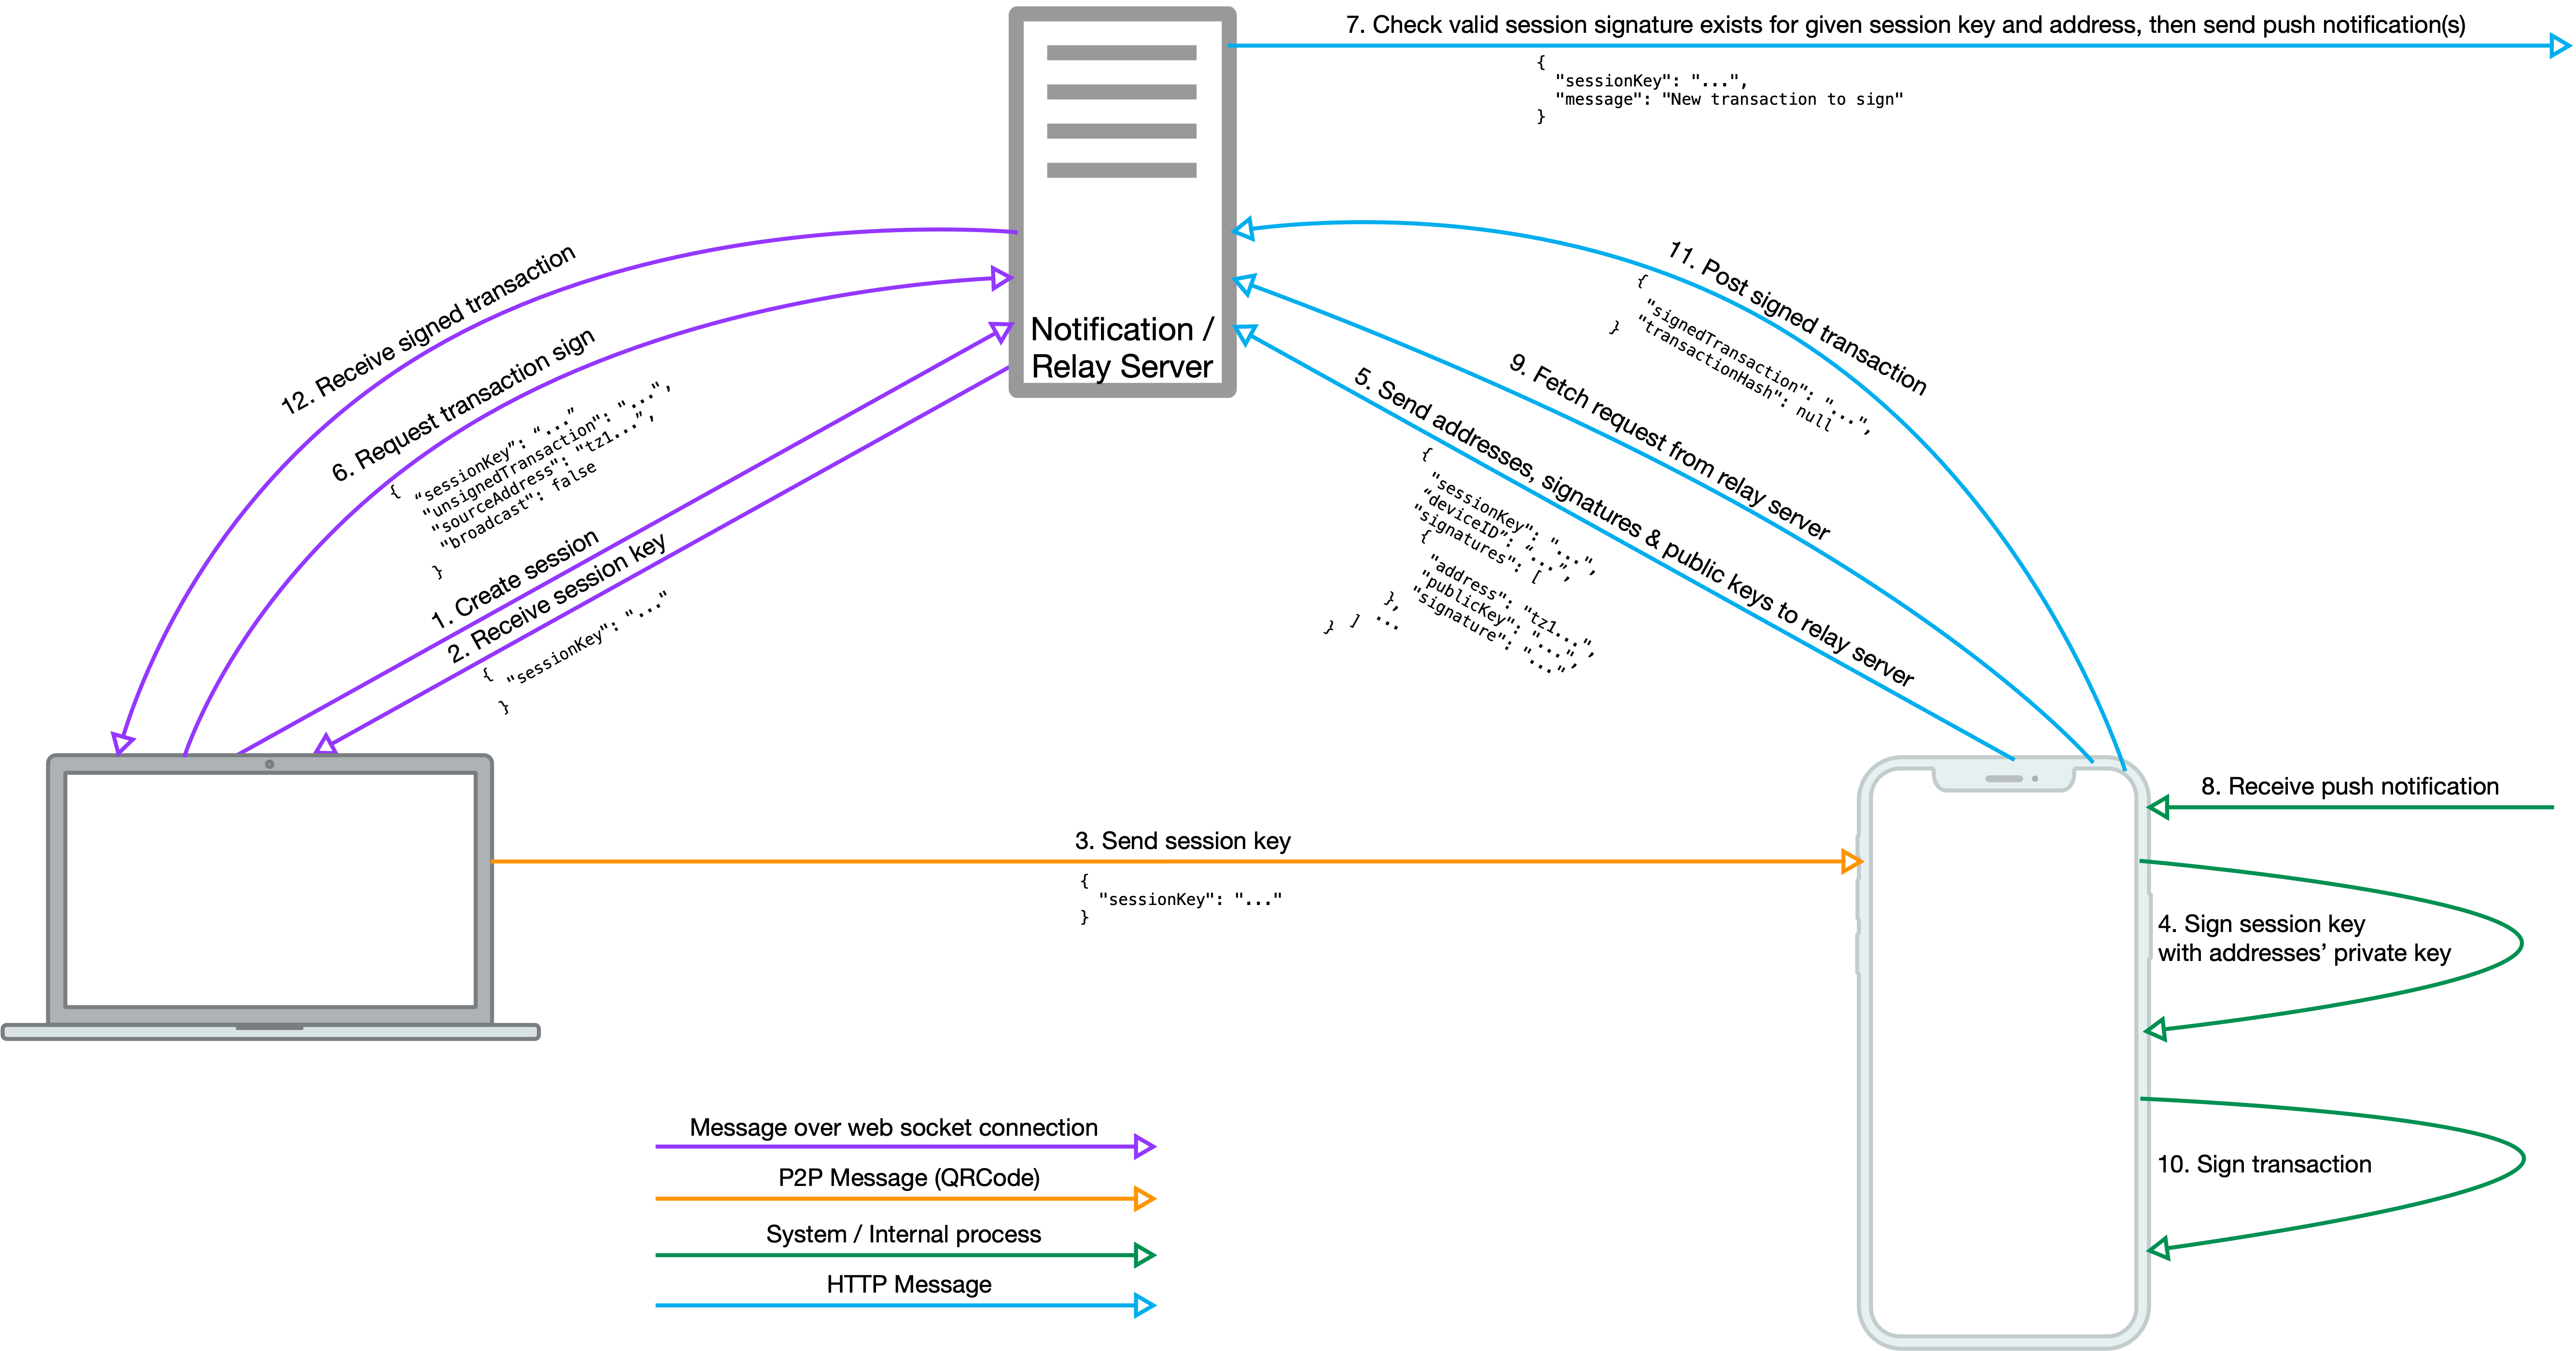 7. Check valid session signature exists for given session key and address, then send push notification(s)
{
"sessionKey": "...",
"message": "New transaction to sign"
}
Notification /
Relay Server
12. Receive signed transaction
6. Request transaction sign
{ “sessionKey”: “...”
"unsignedTransaction": "...",
"sourceAddress": "tz1...”,
"broadcast": false
}
1. Create session
2. Receive session key
{
"sessionKey": "..."
}
11. Post signed transaction
{
"signedTransaction": "...",
"transactionHash": null
}
9. Fetch request from relay server
5. Send addresses, signatures & public keys to relay server
{
"sessionKey": "...",
“deviceID”: “...”,
"signatures": [
{
"address": "tz1...",
"publicKey": "...",
"signature": "..."
},
...
]
}
3. Send session key
{
"sessionKey": "..."
}
8. Receive push notification
4. Sign session key
with addresses’ private key
10. Sign transaction
Message over web socket connection
P2P Message (QRCode)
System / Internal process
HTTP Message